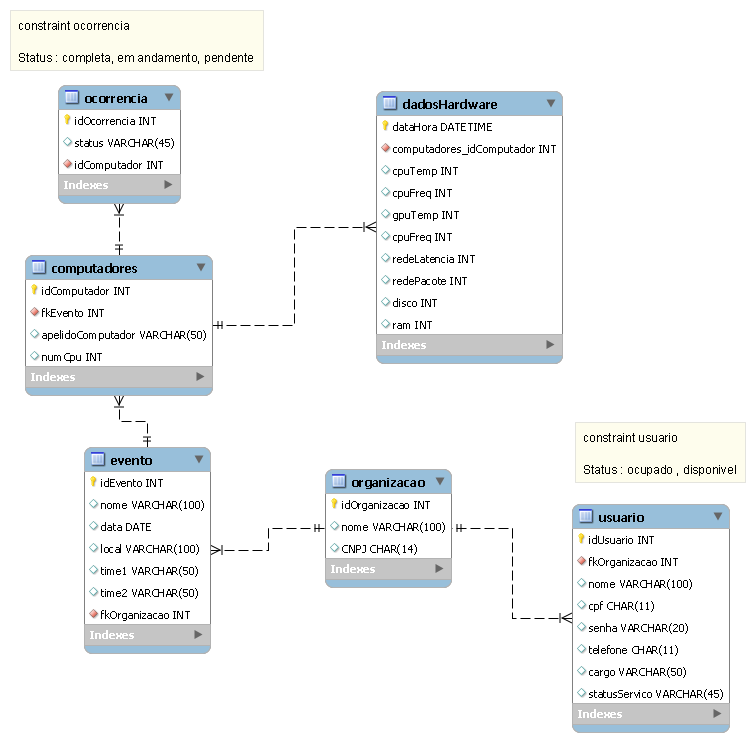 constraint ocorrencia
Status : completa, em andamento, pendente
ocorrencia
idOcorrencia INT
status VARCHAR(45)
idComputador INT
Indexes
dadosHardware
dataHora DATETIME
computadores_idComputador INT
cpuTemp INT
cpuFreq INT
gpuTemp INT
cpuFreq INT
redeLatencia INT
redePacote INT
disco INT
ram INT
Indexes
computadores
idComputador INT
fkEvento INT
apelidoComputador VARCHAR(50)
numCpu INT
Indexes
evento
idEvento INT
nome VARCHAR(100)
data DATE
local VARCHAR(100)
time1 VARCHAR(50)
time2 VARCHAR(50)
fkOrganizacao INT
Indexes
organizacao
idOrganizacao INT
nome VARCHAR(100)
CNPJ CHAR(14)
Indexes
constraint usuario
Status : ocupado , disponivel
usuario
idUsuario INT
fkOrganizacao INT
nome VARCHAR(100)
cpf CHAR(11)
senha VARCHAR(20)
telefone CHAR(11)
cargo VARCHAR(50)
statusServico VARCHAR(45)
Indexes